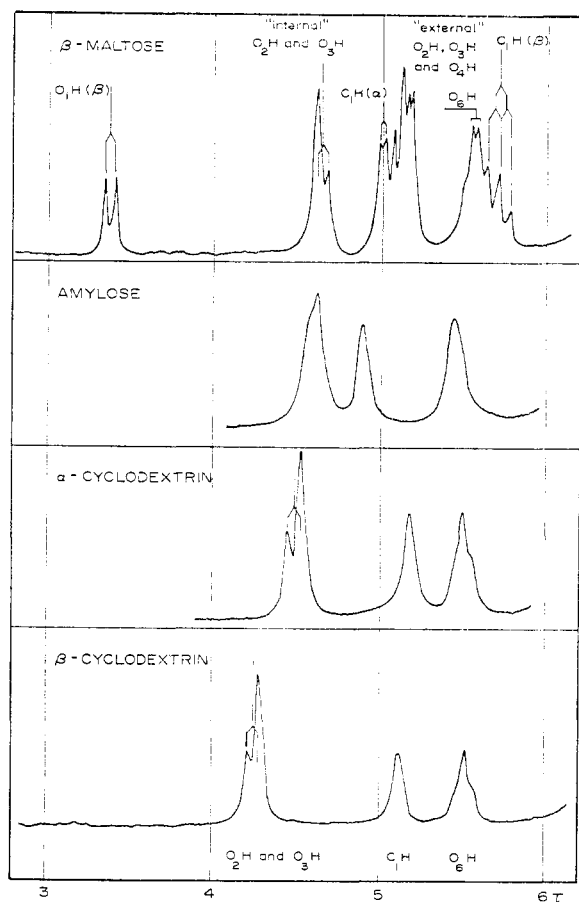 "internal"
O₂H and O₃H
"external"
O₂H, O₃H
and O₄H
C₁H (β)
β-MALTOSE
O₁H (β)
C₁H(α)
O₆H
AMYLOSE
α-CYCLODEXTRIN
β-CYCLODEXTRIN
O₂H and O₃H
C₁H
O₆H
3
4
5
6 τ